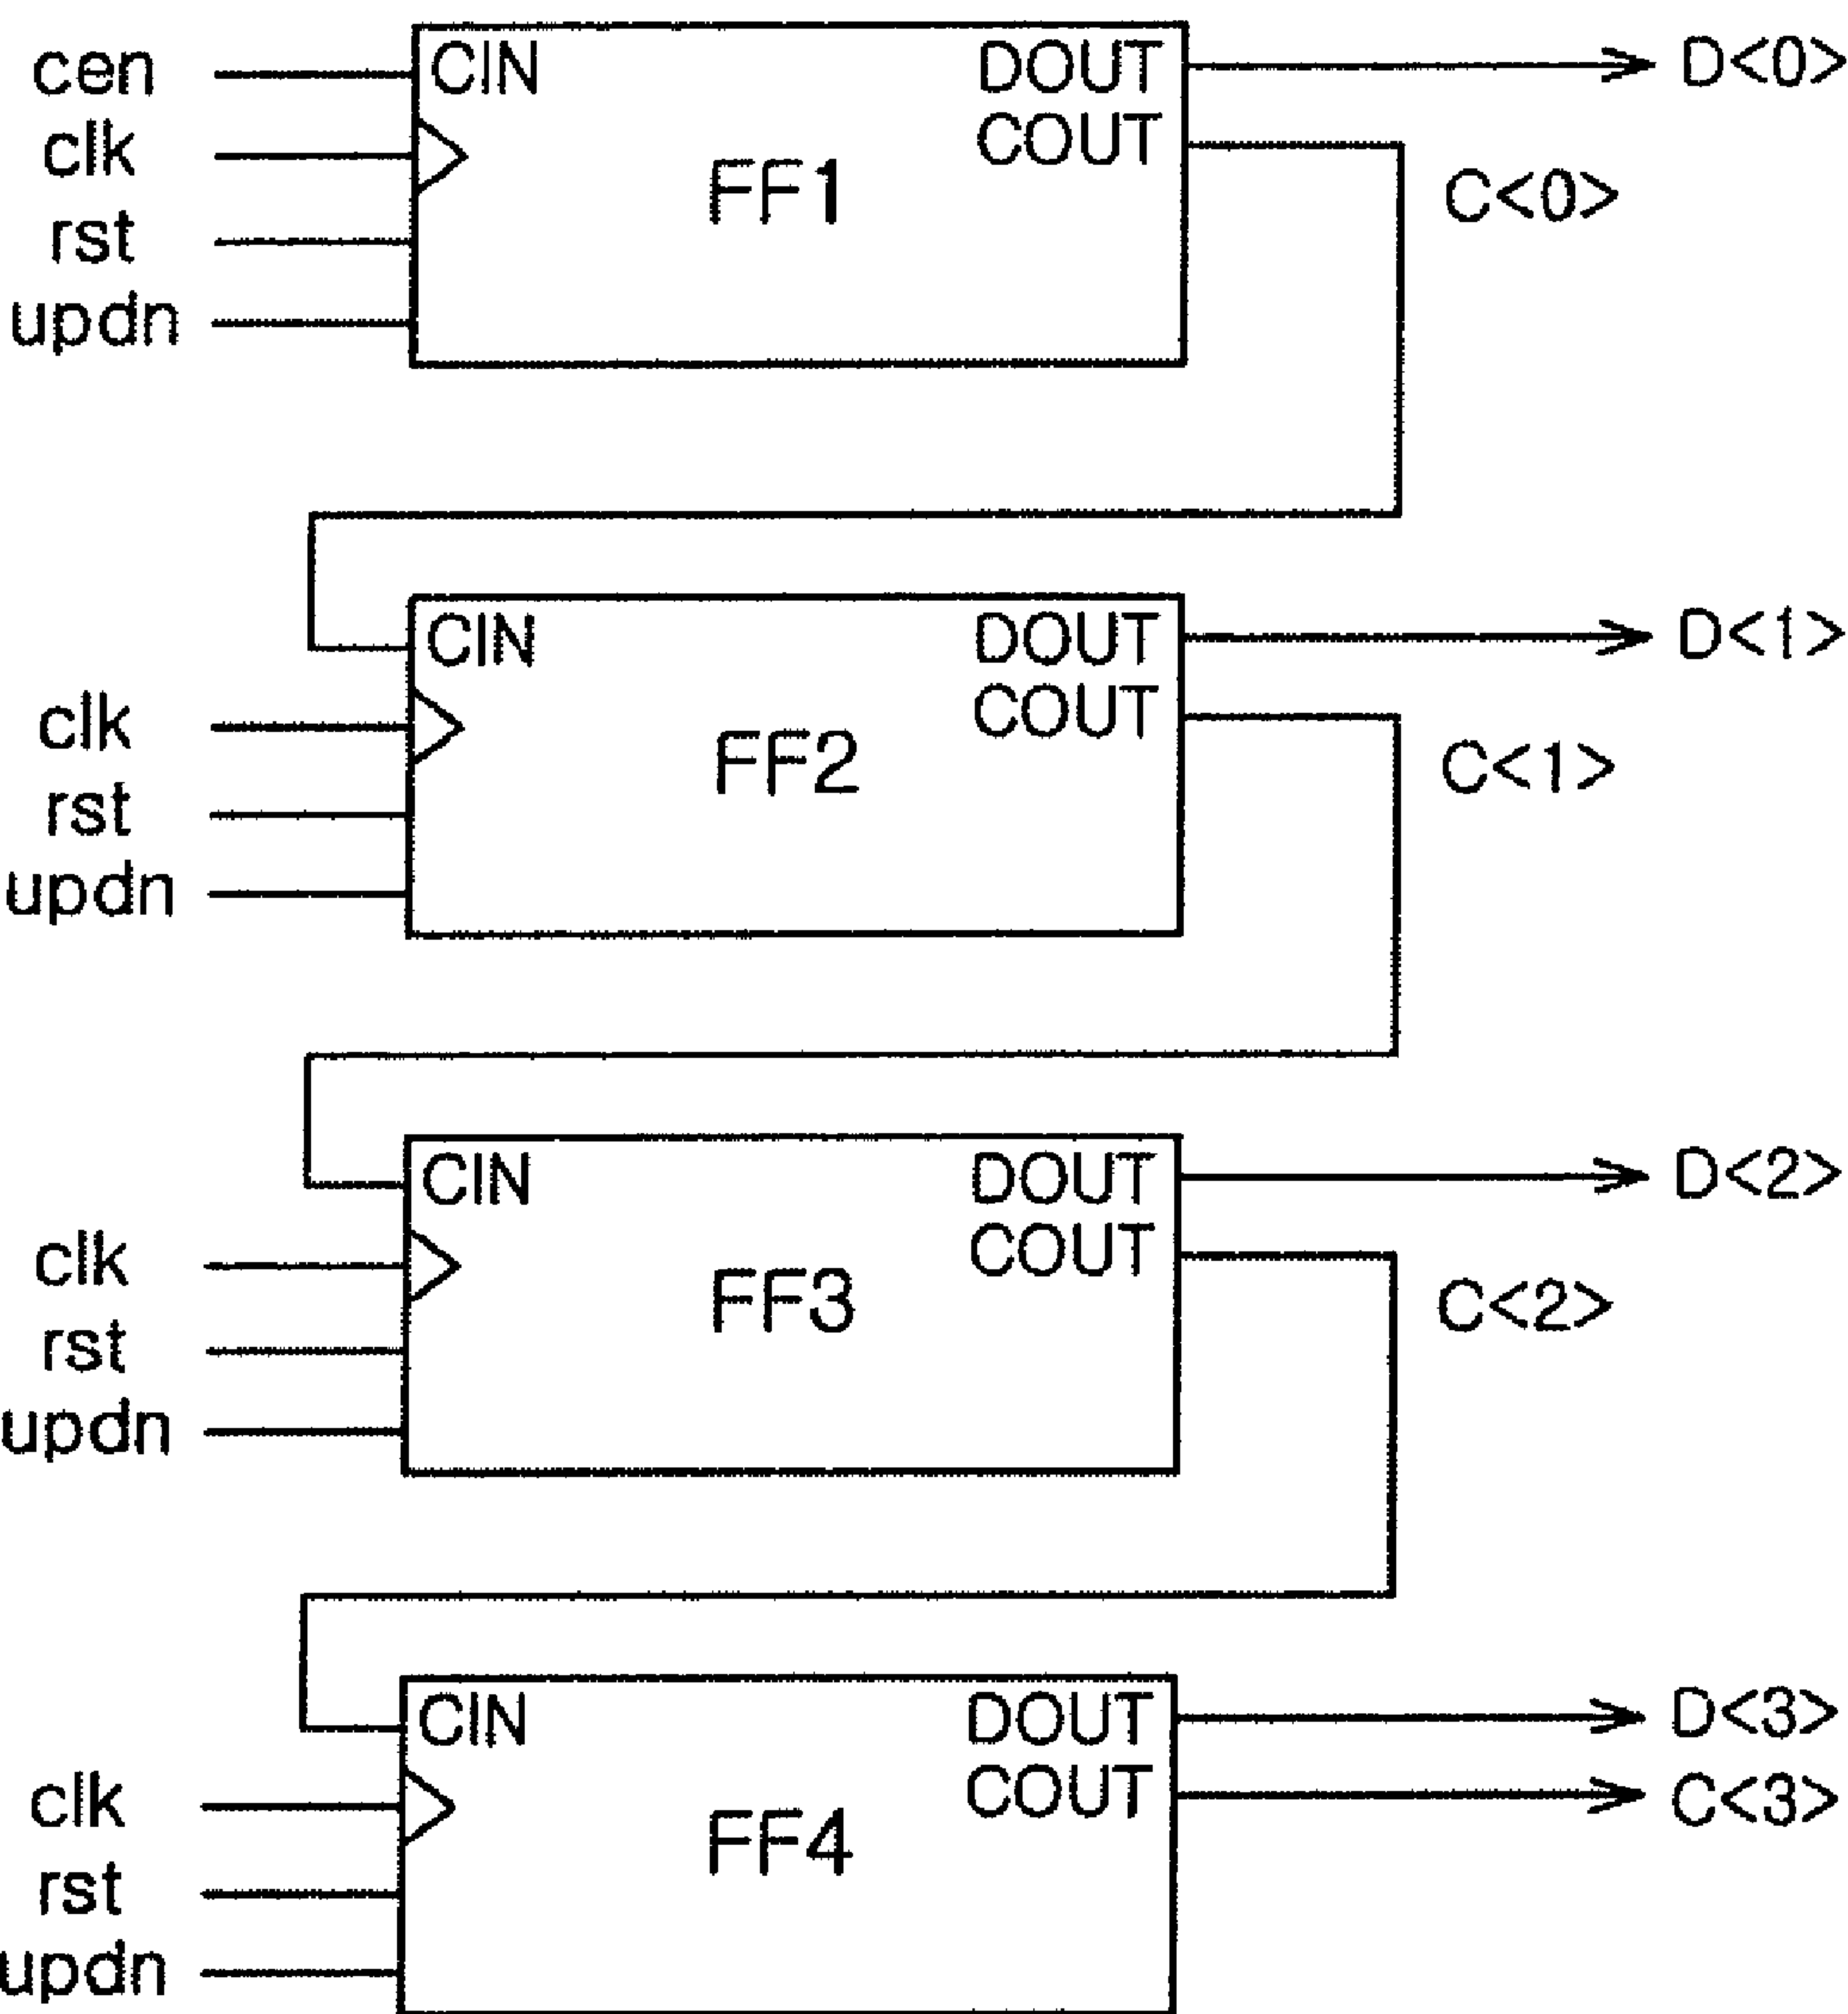 cen CIN DOUT D<0>
clk COUT
FF1 C<0>
rst
updn
CIN DOUT D<1>
clk COUT
FF2 C<1>
rst
updn
CIN DOUT D<2>
clk COUT
FF3 C<2>
rst
updn
CIN DOUT D<3>
clk COUT C<3>
FF4
rst
updn